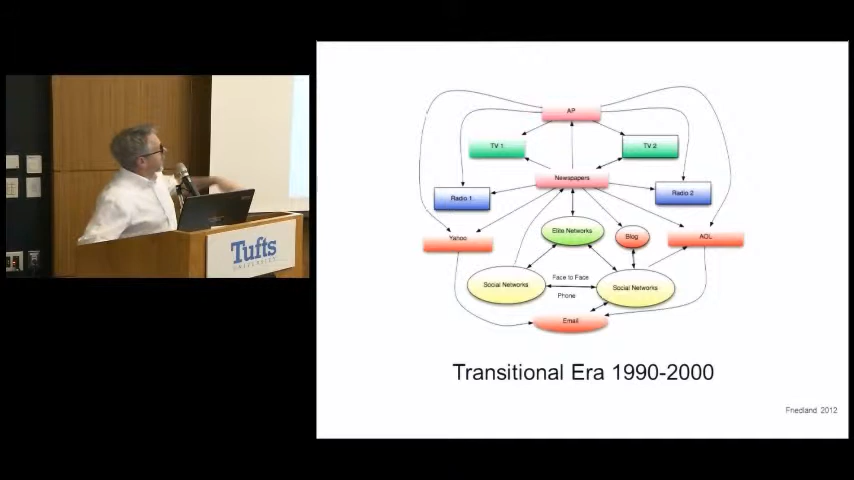 AP
TV 1
TV 2
Newspapers
Radio 1
Radio 2
Elite Networks
Blog
Yahoo
AOL
Face to Face
Social Networks
Social Networks
Phone
Email
Transitional Era 1990-2000
Friedland 2012
Tufts
UNIVERSITY